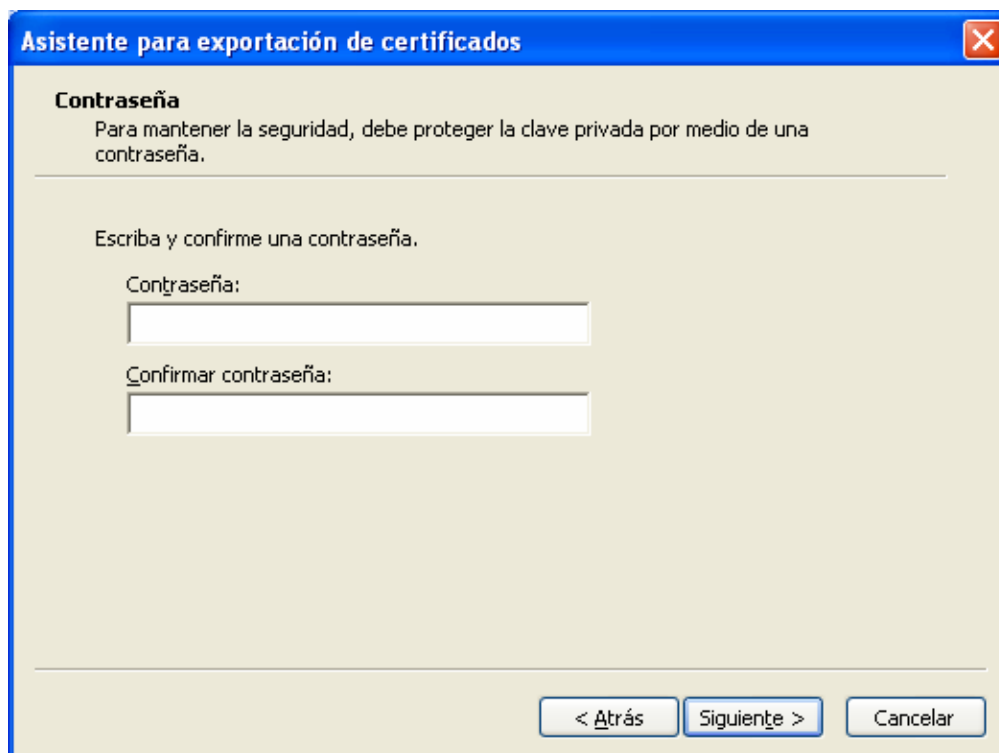 Asistente para exportación de certificados
Contraseña
Para mantener la seguridad, debe proteger la clave privada por medio de una
contraseña.
Escriba y confirme una contraseña.
Contraseña:
Confirmar contraseña:
< Atrás
Siguiente >
Cancelar